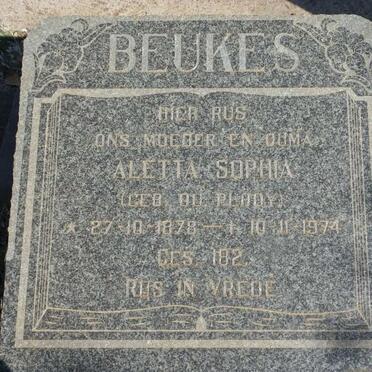 BEUKES
HIER RUS
ONS MOEDER EN OUMA
ALETTA SOPHIA
(GEB. DU PLOOY)
* 27-10-1878 – † 10-11-1974
GES. 182.
RUS IN VREDE